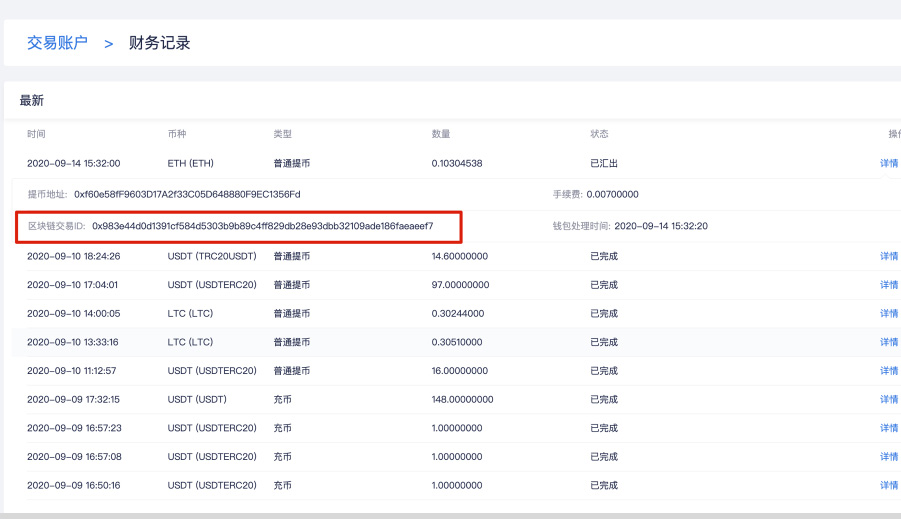 交易账户 > 财务记录
最新
时间 币种 类型 数量 状态
2020-09-14 15:32:00 ETH (ETH) 普通提币 0.10304538 已汇出 详情
提币地址: 0xf60e58fF9603D17A2f33C05D648880F9EC1356Fd 手续费: 0.00700000
区块链交易ID: 0x983e44d0d1391cf584d5303b9b89c4ff829db28e93dbb32109ade186faeaeef7 钱包处理时间: 2020-09-14 15:32:20
2020-09-10 18:24:26 USDT (TRC20USDT) 普通提币 14.60000000 已完成 详情
2020-09-10 17:04:01 USDT (USDTERC20) 普通提币 97.00000000 已完成 详情
2020-09-10 14:00:05 LTC (LTC) 普通提币 0.30244000 已完成 详情
2020-09-10 13:33:16 LTC (LTC) 普通提币 0.30510000 已完成 详情
2020-09-10 11:12:57 USDT (USDTERC20) 普通提币 16.00000000 已完成 详情
2020-09-09 17:32:15 USDT (USDT) 充币 148.00000000 已完成 详情
2020-09-09 16:57:23 USDT (USDTERC20) 充币 1.00000000 已完成 详情
2020-09-09 16:57:08 USDT (USDTERC20) 充币 1.00000000 已完成 详情
2020-09-09 16:50:16 USDT (USDTERC20) 充币 1.00000000 已完成 详情